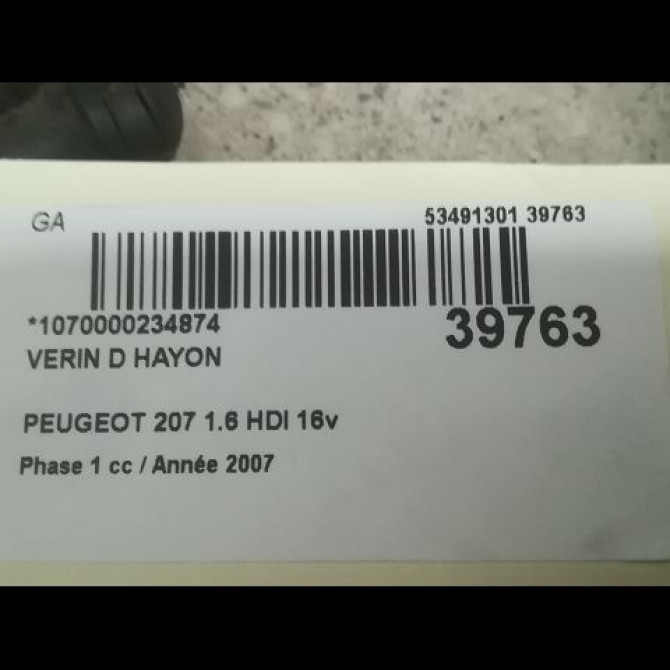 GA
53491301 39763
*1070000234874
39763
VERIN D HAYON
PEUGEOT 207 1.6 HDI 16v
Phase 1 cc / Année 2007